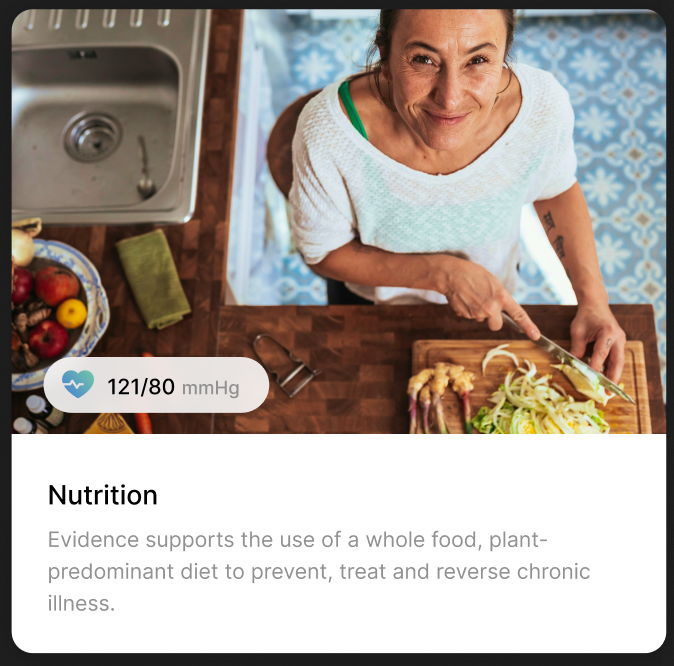 121/80 mmHg
Nutrition
Evidence supports the use of a whole food, plant-
predominant diet to prevent, treat and reverse chronic
illness.